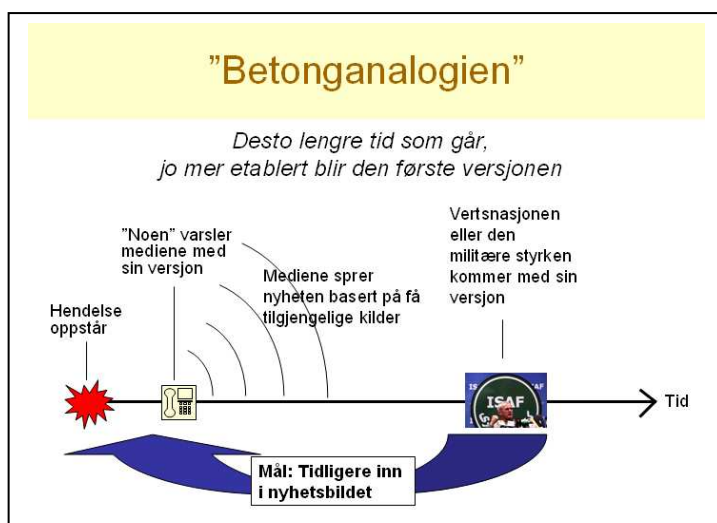 ”Betonganalogien”
Desto lengre tid som går,
jo mer etablert blir den første versjonen
”Noen” varsler
mediene med
sin versjon
Mediene sprer
nyheten basert på få
tilgjengelige kilder
Vertsnasjonen
eller den
militære styrken
kommer med sin
versjon
Hendelse
oppstår
ISAF
Tid
Mål: Tidligere inn
i nyhetsbildet